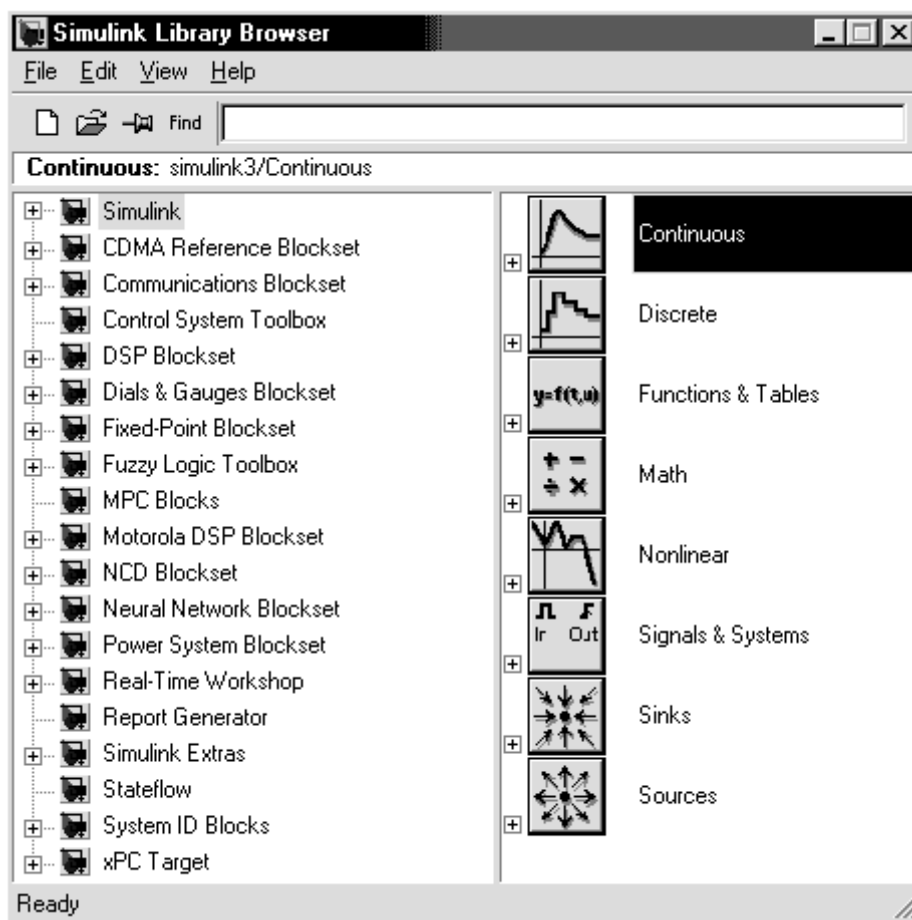 Simulink Library Browser
File Edit View Help
Find
Continuous: simulink3/Continuous
Simulink
CDMA Reference Blockset
Communications Blockset
Control System Toolbox
DSP Blockset
Dials & Gauges Blockset
Fixed-Point Blockset
Fuzzy Logic Toolbox
MPC Blocks
Motorola DSP Blockset
NCD Blockset
Neural Network Blockset
Power System Blockset
Real-Time Workshop
Report Generator
Simulink Extras
Stateflow
System ID Blocks
xPC Target
Continuous
Discrete
y=f(t,u) Functions & Tables
+ −
÷ × Math
Nonlinear
In Out Signals & Systems
Sinks
Sources
Ready